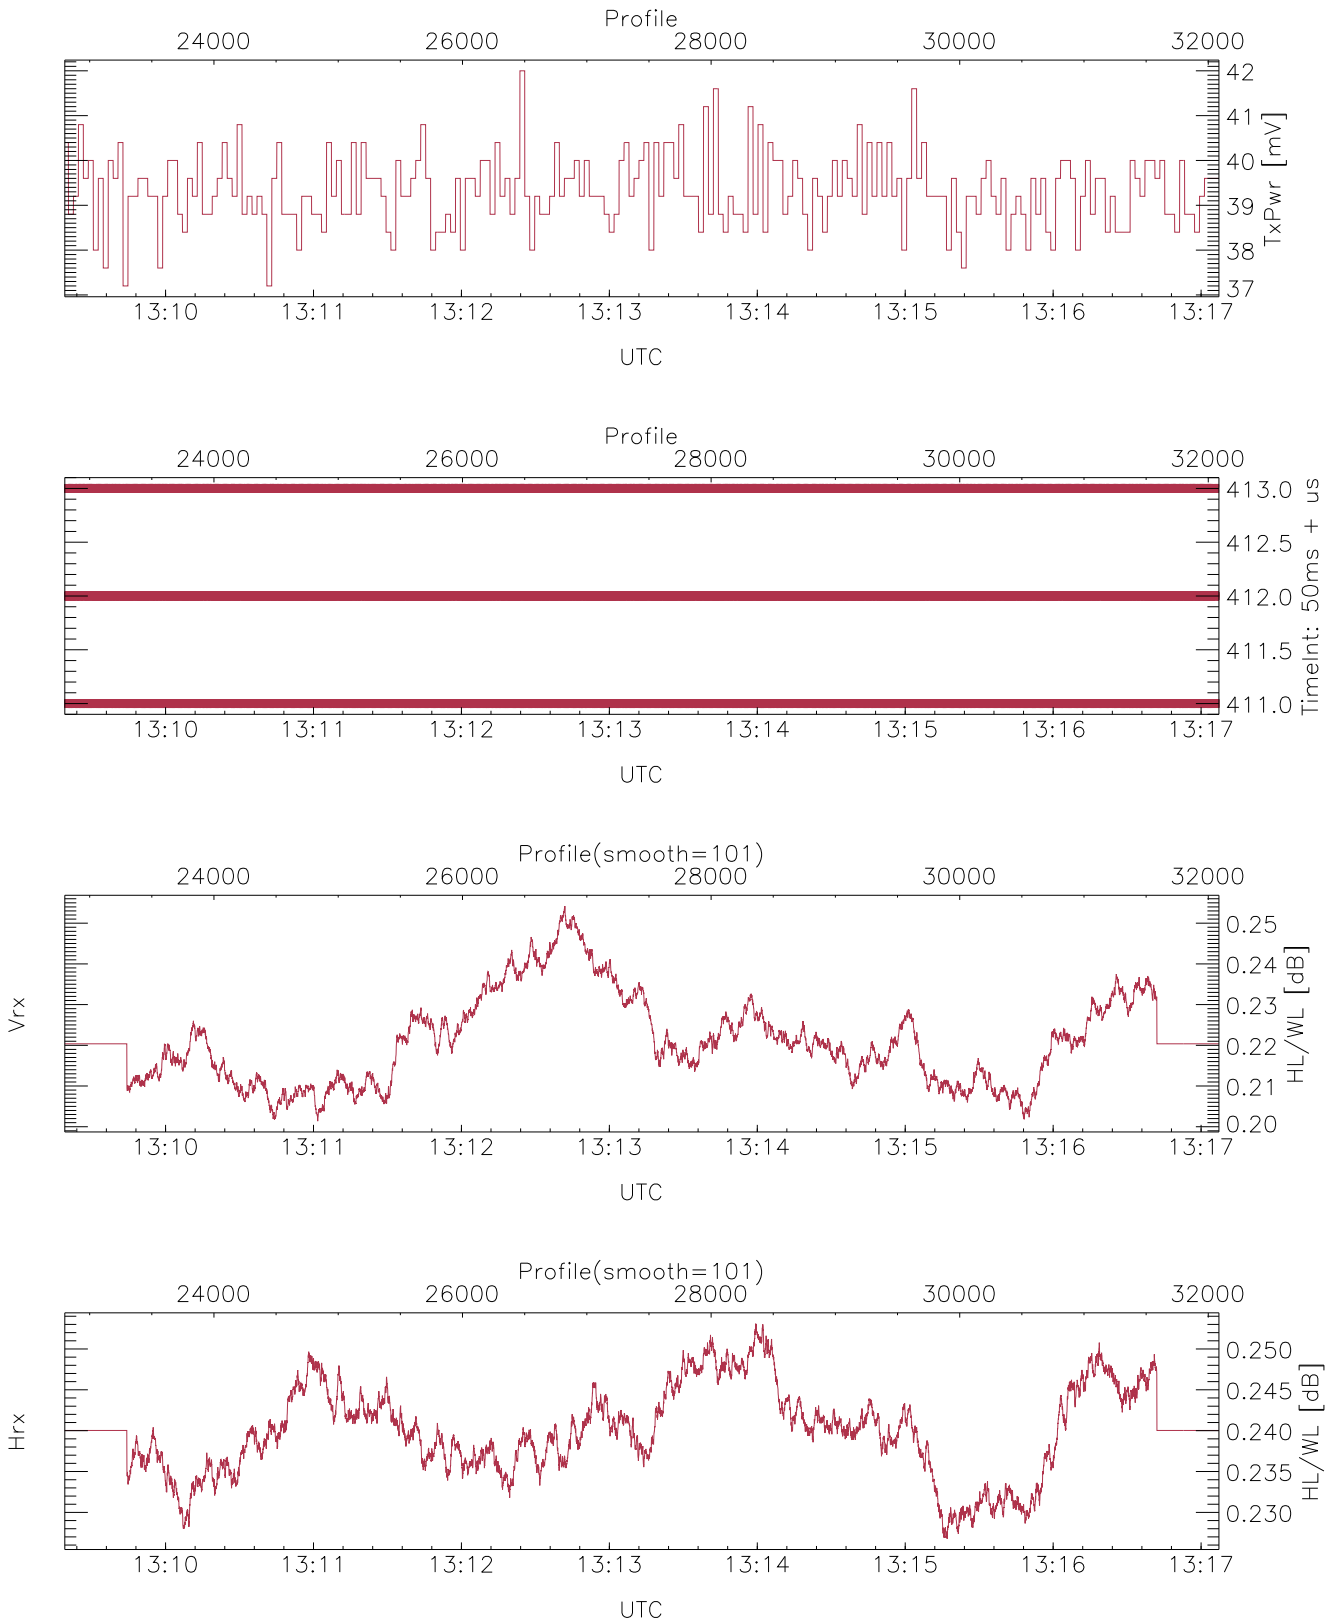 Profile
24000 26000 28000 30000 32000
42
41
40
39
38
37
TxPwr [mV]
13:10 13:11 13:12 13:13 13:14 13:15 13:16 13:17
UTC
Profile
24000 26000 28000 30000 32000
413.0
412.5
412.0
411.5
411.0
TimeInt: 50ms + us
13:10 13:11 13:12 13:13 13:14 13:15 13:16 13:17
UTC
Profile(smooth=101)
24000 26000 28000 30000 32000
Vrx
0.25
0.24
0.23
0.22
0.21
0.20
HL/WL [dB]
13:10 13:11 13:12 13:13 13:14 13:15 13:16 13:17
UTC
Profile(smooth=101)
24000 26000 28000 30000 32000
Hrx
0.250
0.245
0.240
0.235
0.230
HL/WL [dB]
13:10 13:11 13:12 13:13 13:14 13:15 13:16 13:17
UTC